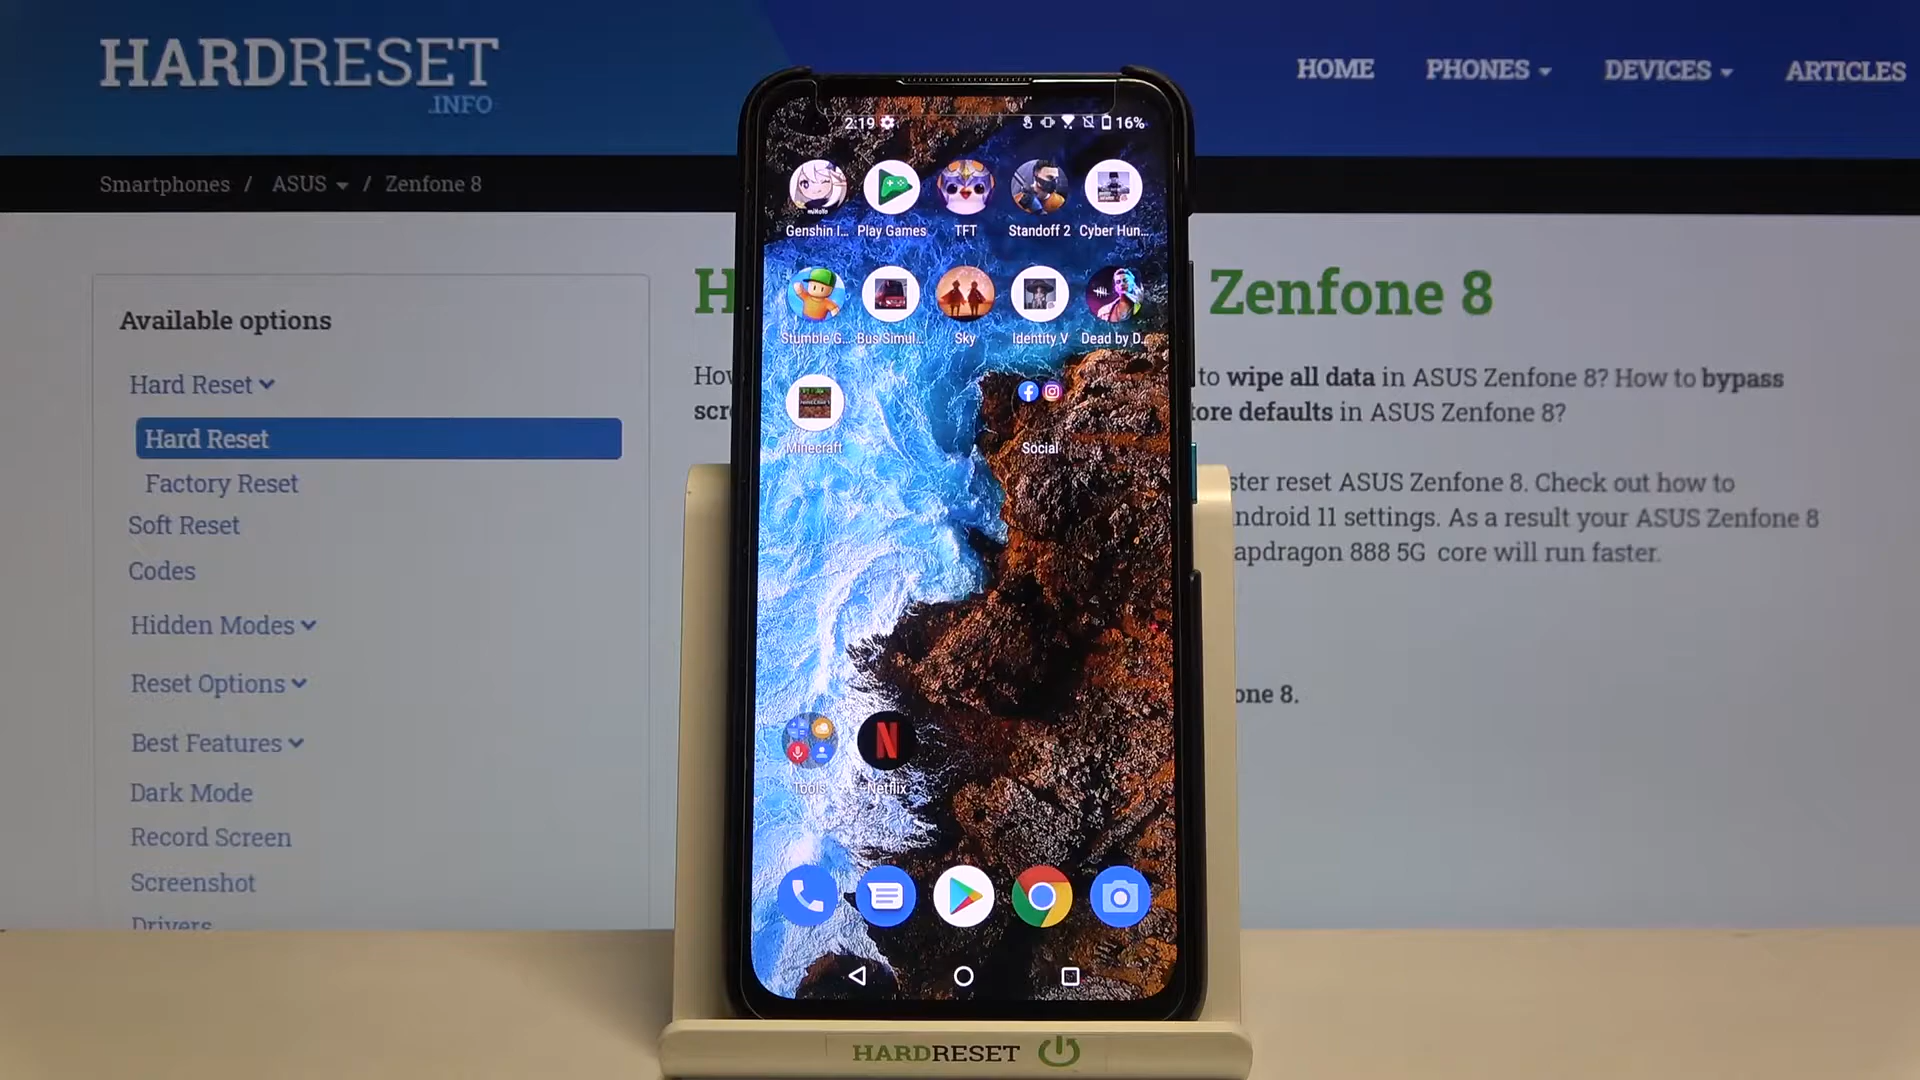 HARDRESET
.INFO
HOME PHONES DEVICES ARTICLES
Smartphones / ASUS / Zenfone 8
Available options
Hard Reset
Hard Reset
Factory Reset
Soft Reset
Codes
Hidden Modes
Reset Options
Best Features
Dark Mode
Record Screen
Screenshot
Drivers
2:19 16%
miHoYo
Genshin I... Play Games TFT Standoff 2 Cyber Hun...
Stumble G... Bus Simul... Sky Identity V Dead by D...
Minecraft Social
Tools Netflix
Zenfone 8
to wipe all data in ASUS Zenfone 8? How to bypass
defaults in ASUS Zenfone 8?
reset ASUS Zenfone 8. Check out how to
11 settings. As a result your ASUS Zenfone 8
888 5G core will run faster.
8.
HARDRESET